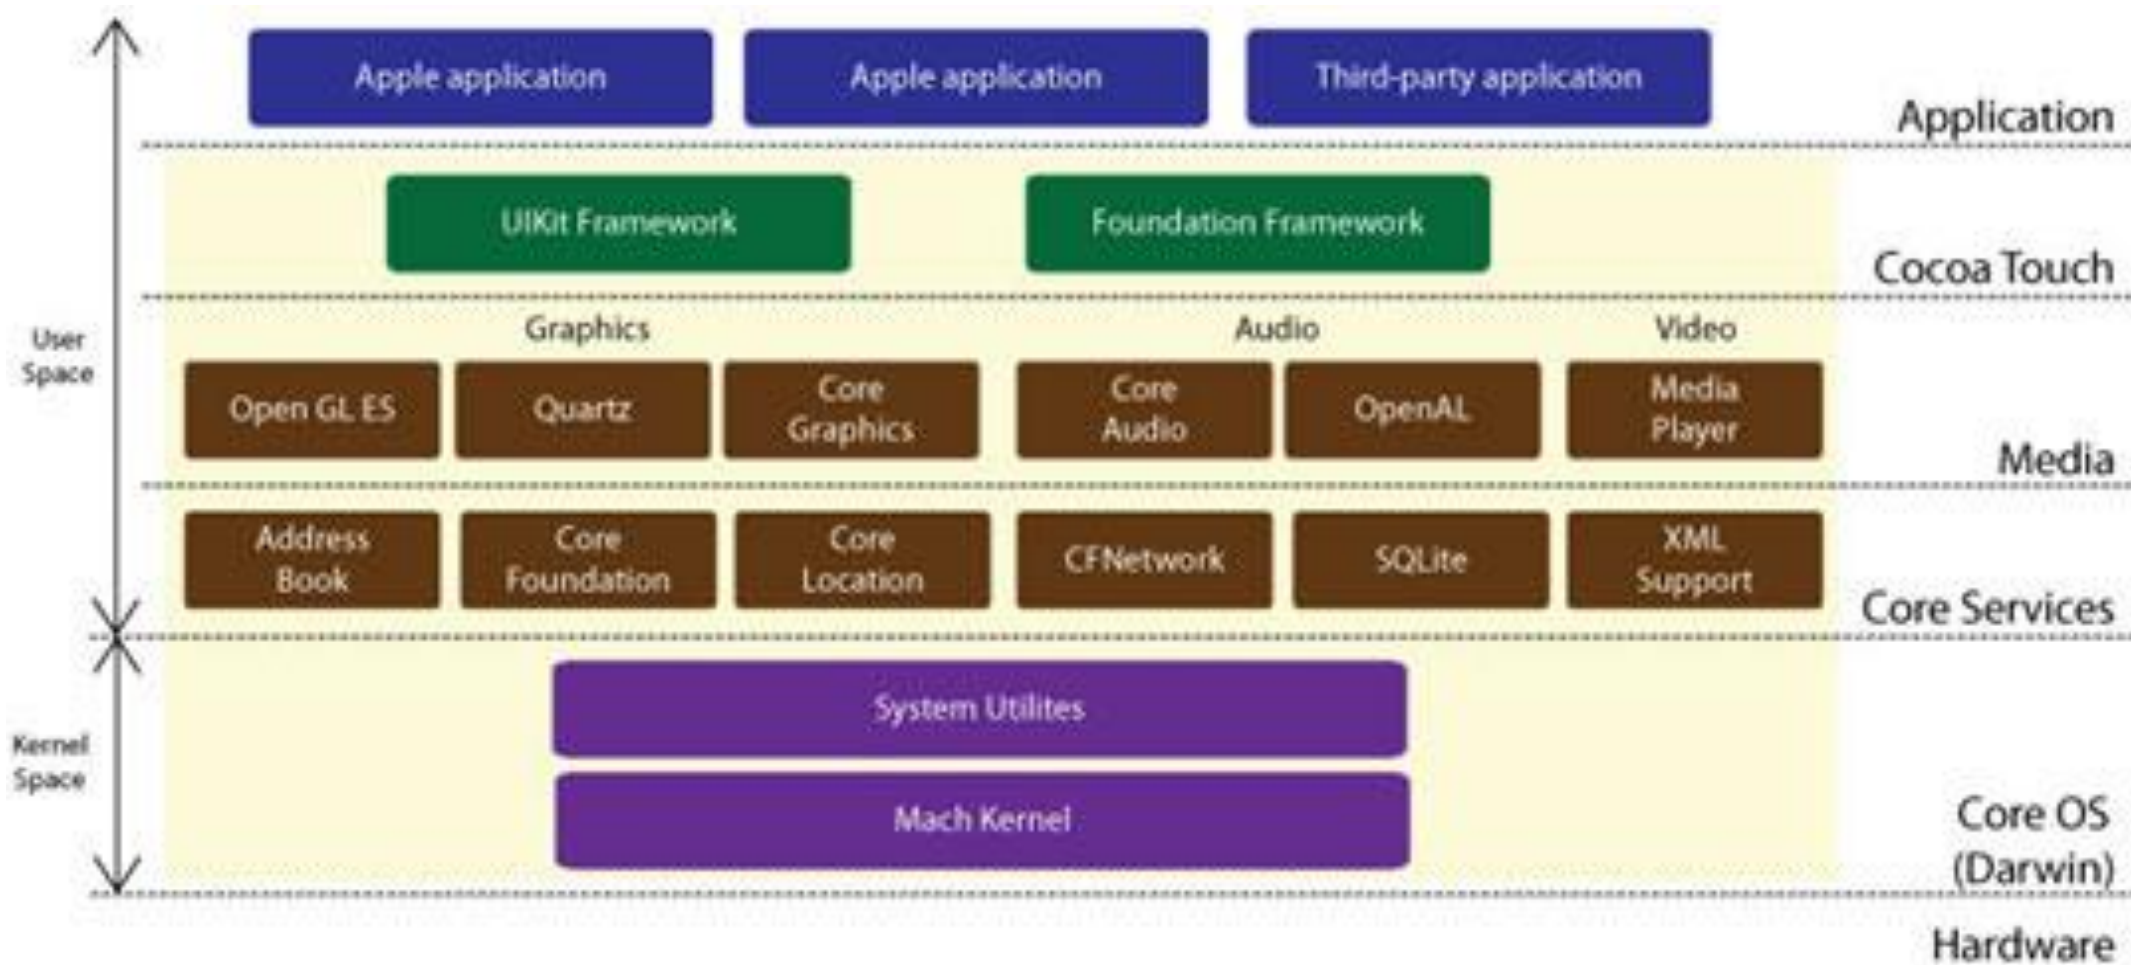 Apple application
Apple application
Third-party application
Application
UIKit Framework
Foundation Framework
Cocoa Touch
User
Space
Graphics
Audio
Video
Open GL ES
Quartz
Core
Graphics
Core
Audio
OpenAL
Media
Player
Media
Address
Book
Core
Foundation
Core
Location
CFNetwork
SQLite
XML
Support
Core Services
Kernel
Space
System Utilites
Mach Kernel
Core OS
(Darwin)
Hardware